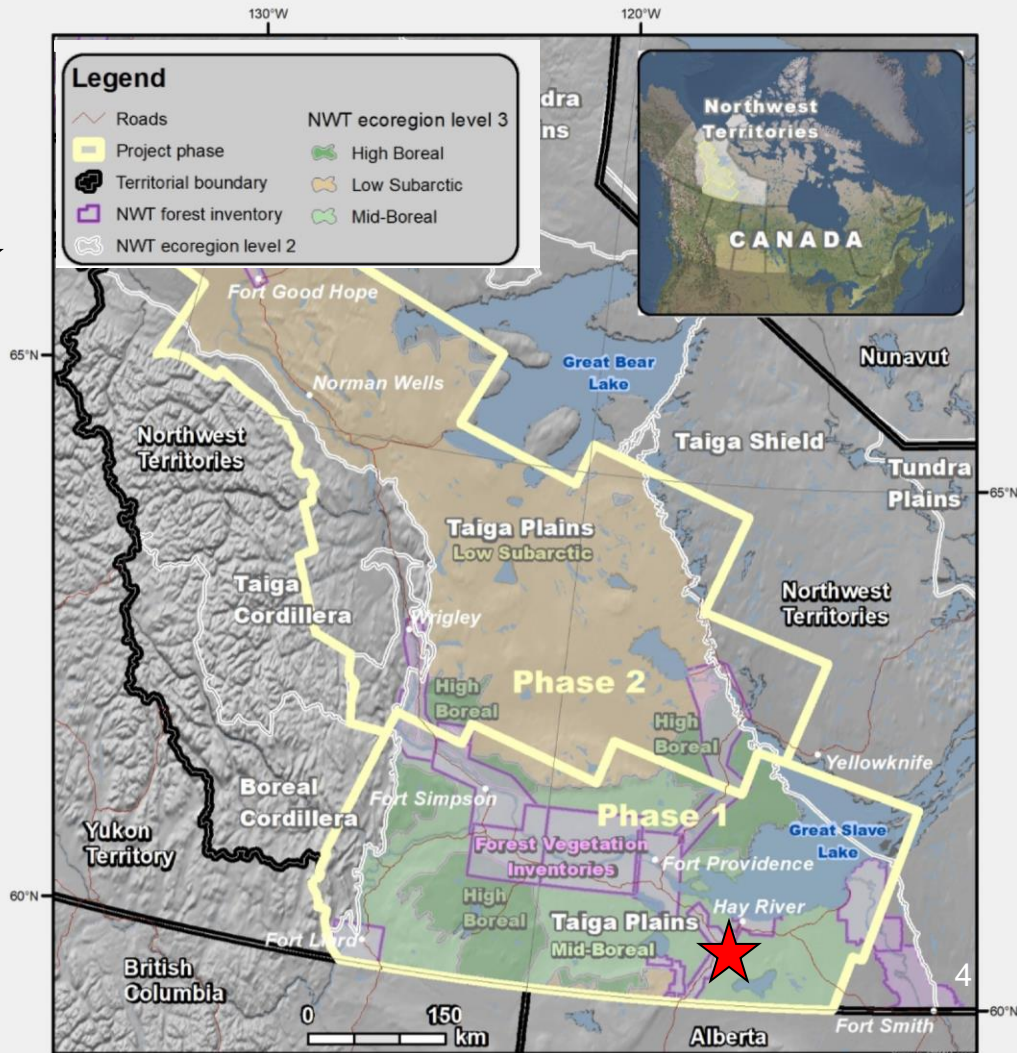 130°W
120°W
Legend
Roads
Project phase
Territorial boundary
NWT forest inventory
NWT ecoregion level 2
NWT ecoregion level 3
High Boreal
Low Subarctic
Mid-Boreal
Northwest
Territories
CANADA
Fort Good Hope
65°N
Great Bear
Lake
Nunavut
Norman Wells
Northwest
Territories
Taiga Shield
Tundra
Plains
65°N
Taiga Plains
Low Subarctic
Taiga
Cordillera
Northwest
Territories
Wrigley
Phase 2
High
Boreal
High
Boreal
Yellowknife
Boreal
Cordillera
Fort Simpson
Phase 1
Great Slave
Lake
Yukon
Territory
Forest Vegetation
Inventories
Fort Providence
60°N
High
Boreal
Hay River
Taiga Plains
Mid-Boreal
Fort Liard
British
Columbia
4
0
150
km
Alberta
Fort Smith
60°N